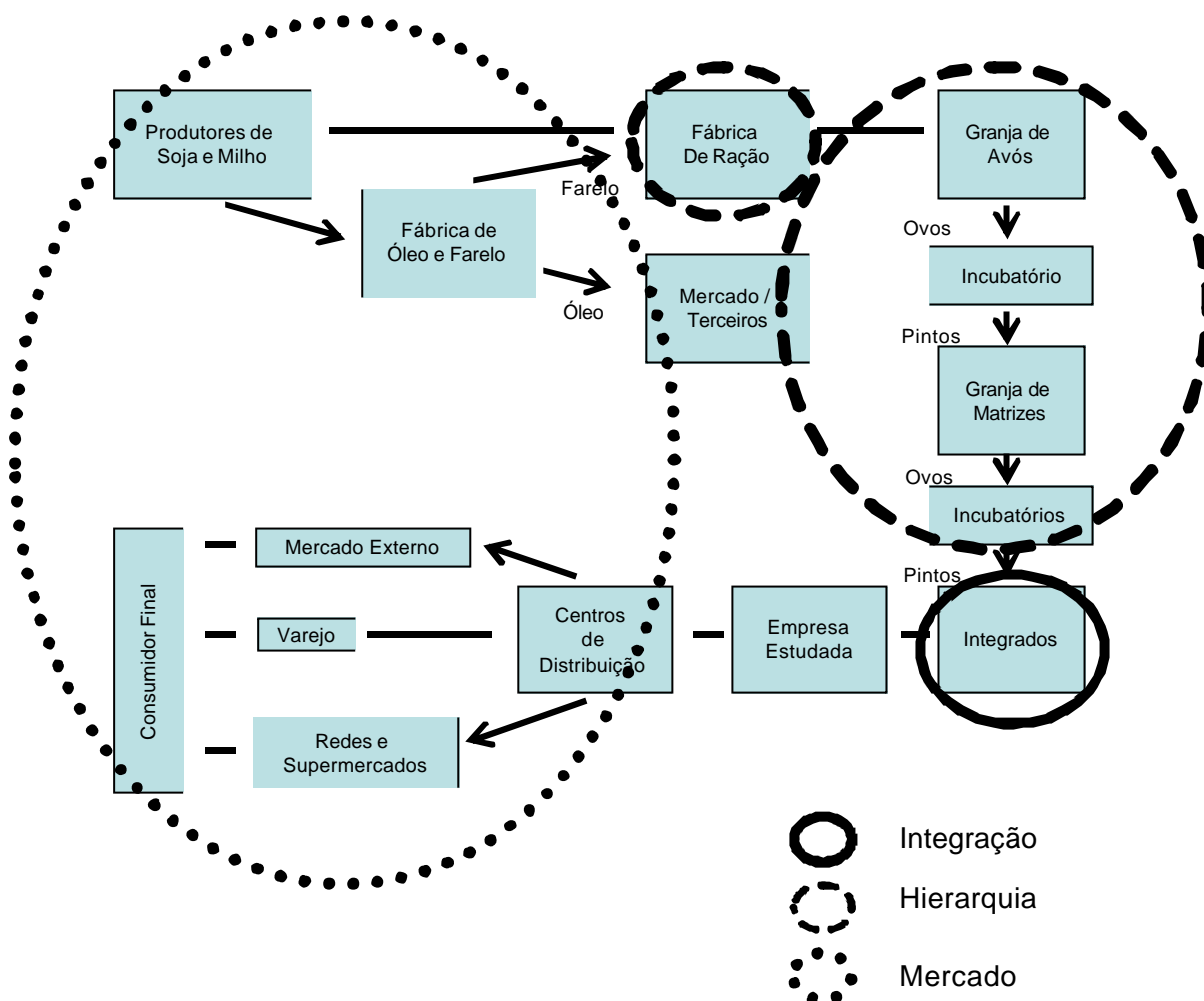 Produtores de
Soja e Milho
Fábrica
De Ração
Granja de
Avós
Farelo
Fábrica de
Óleo e Farelo
Óleo
Mercado /
Terceiros
Ovos
Incubatório
Pintos
Granja de
Matrizes
Ovos
Incubatórios
Pintos
Integrados
Empresa
Estudada
Centros
de
Distribuição
Mercado Externo
Varejo
Redes e
Supermercados
Consumidor Final
Integração
Hierarquia
Mercado